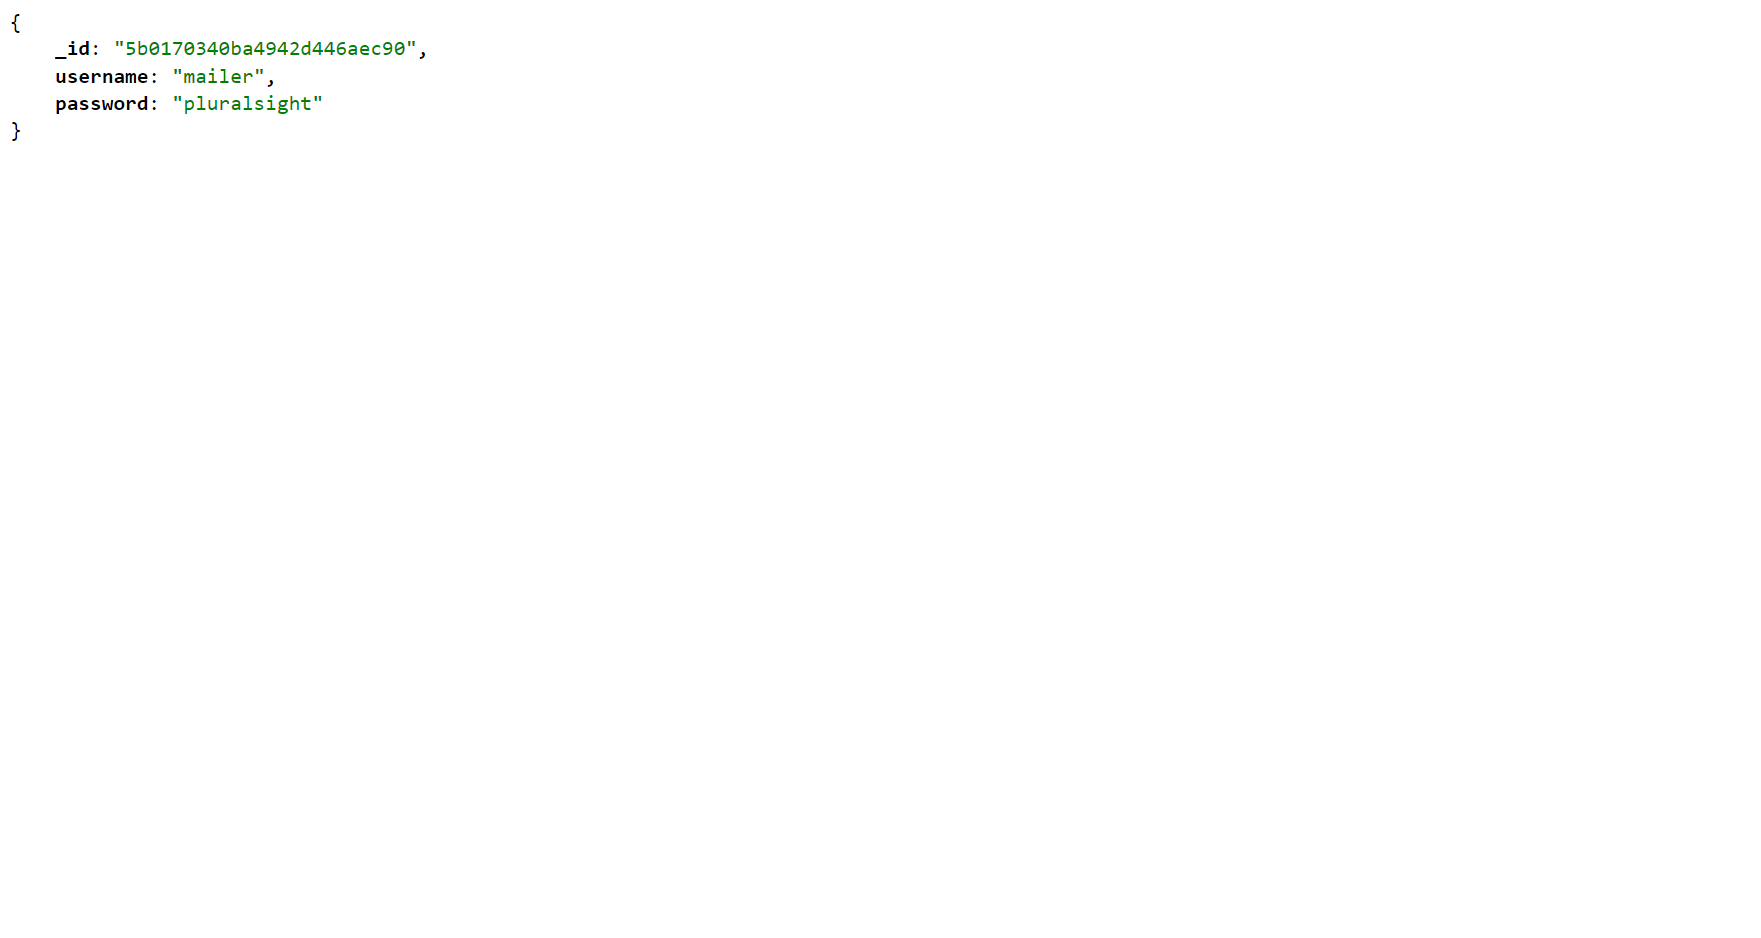 {
    _id: "5b0170340ba4942d446aec90",
    username: "mailer",
    password: "pluralsight"
}